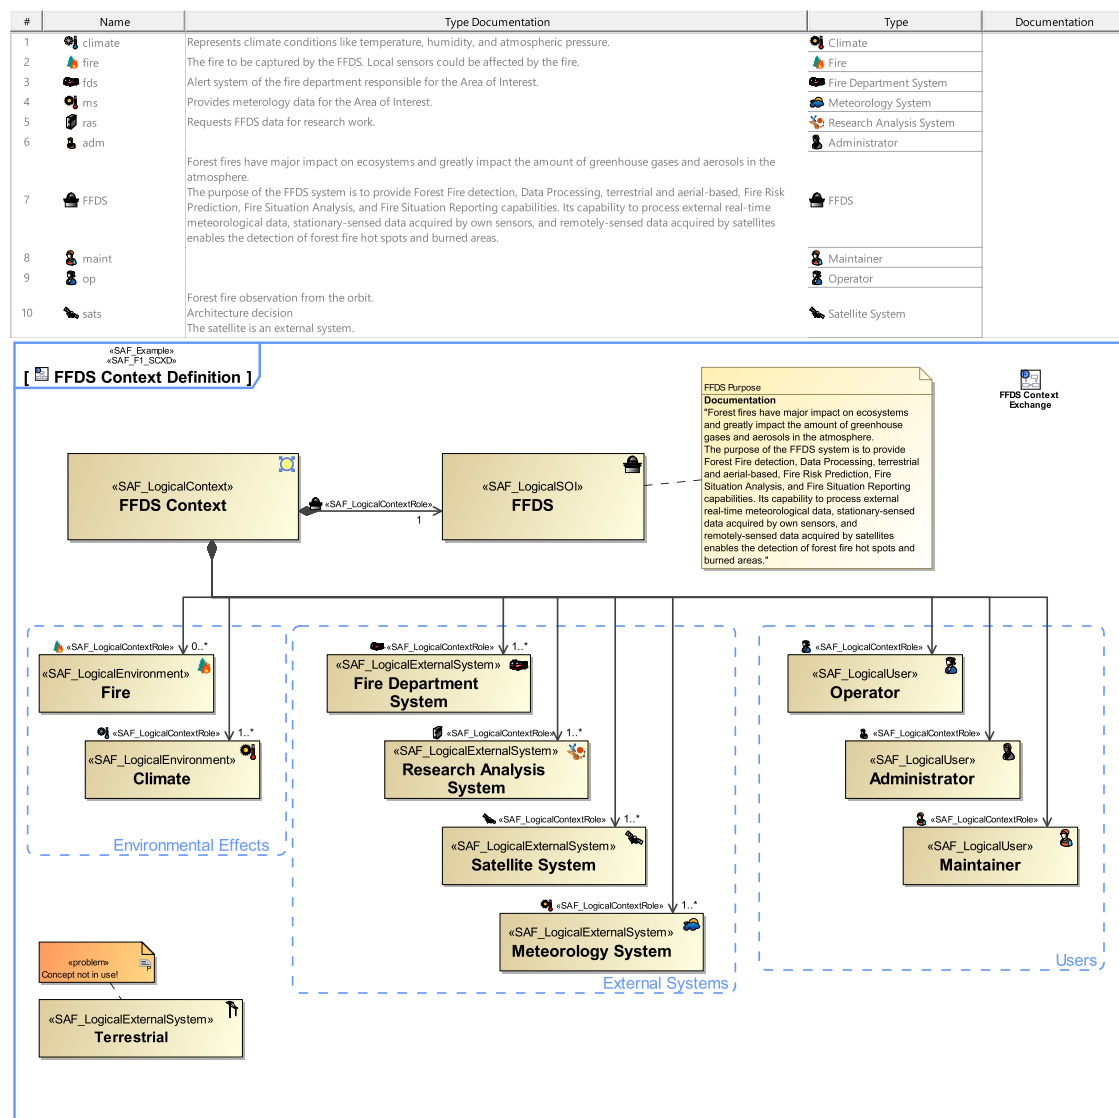 # Name Type Documentation Type Documentation
1 climate Represents climate conditions like temperature, humidity, and atmospheric pressure. Climate
2 fire The fire to be captured by the FFDS. Local sensors could be affected by the fire. Fire
3 fds Alert system of the fire department responsible for the Area of Interest. Fire Department System
4 ms Provides meterology data for the Area of Interest. Meteorology System
5 ras Requests FFDS data for research work. Research Analysis System
6 adm Administrator
Forest fires have major impact on ecosystems and greatly impact the amount of greenhouse gases and aerosols in the
atmosphere.
The purpose of the FFDS system is to provide Forest Fire detection, Data Processing, terrestrial and aerial-based, Fire Risk
7 FFDS Prediction, Fire Situation Analysis, and Fire Situation Reporting capabilities. Its capability to process external real-time FFDS
meteorological data, stationary-sensed data acquired by own sensors, and remotely-sensed data acquired by satellites
enables the detection of forest fire hot spots and burned areas.
8 maint Maintainer
9 op Operator
Forest fire observation from the orbit.
10 sats Architecture decision Satellite System
The satellite is an external system.
«SAF_Example»
«SAF_F1_SCXD»
[ FFDS Context Definition ]
FFDS Purpose
Documentation
"Forest fires have major impact on ecosystems
and greatly impact the amount of greenhouse
gases and aerosols in the atmosphere.
The purpose of the FFDS system is to provide
Forest Fire detection, Data Processing, terrestrial
and aerial-based, Fire Risk Prediction, Fire
Situation Analysis, and Fire Situation Reporting
capabilities. Its capability to process external
real-time meteorological data, stationary-sensed
data acquired by own sensors, and
remotely-sensed data acquired by satellites
enables the detection of forest fire hot spots and
burned areas."
FFDS Context
Exchange
«SAF_LogicalContext»
FFDS Context
«SAF_LogicalContextRole»
1
«SAF_LogicalSOI»
FFDS
«SAF_LogicalContextRole» 0..*
«SAF_LogicalEnvironment»
Fire
«SAF_LogicalContextRole» 1..*
«SAF_LogicalEnvironment»
Climate
Environmental Effects
«SAF_LogicalContextRole» 1..*
«SAF_LogicalExternalSystem»
Fire Department
System
«SAF_LogicalContextRole» 1..*
«SAF_LogicalExternalSystem»
Research Analysis
System
«SAF_LogicalContextRole» 1..*
«SAF_LogicalExternalSystem»
Satellite System
«SAF_LogicalContextRole» 1..*
«SAF_LogicalExternalSystem»
Meteorology System
External Systems
«SAF_LogicalContextRole»
«SAF_LogicalUser»
Operator
«SAF_LogicalContextRole»
«SAF_LogicalUser»
Administrator
«SAF_LogicalContextRole»
«SAF_LogicalUser»
Maintainer
Users
«problem»
Concept not in use!
«SAF_LogicalExternalSystem»
Terrestrial